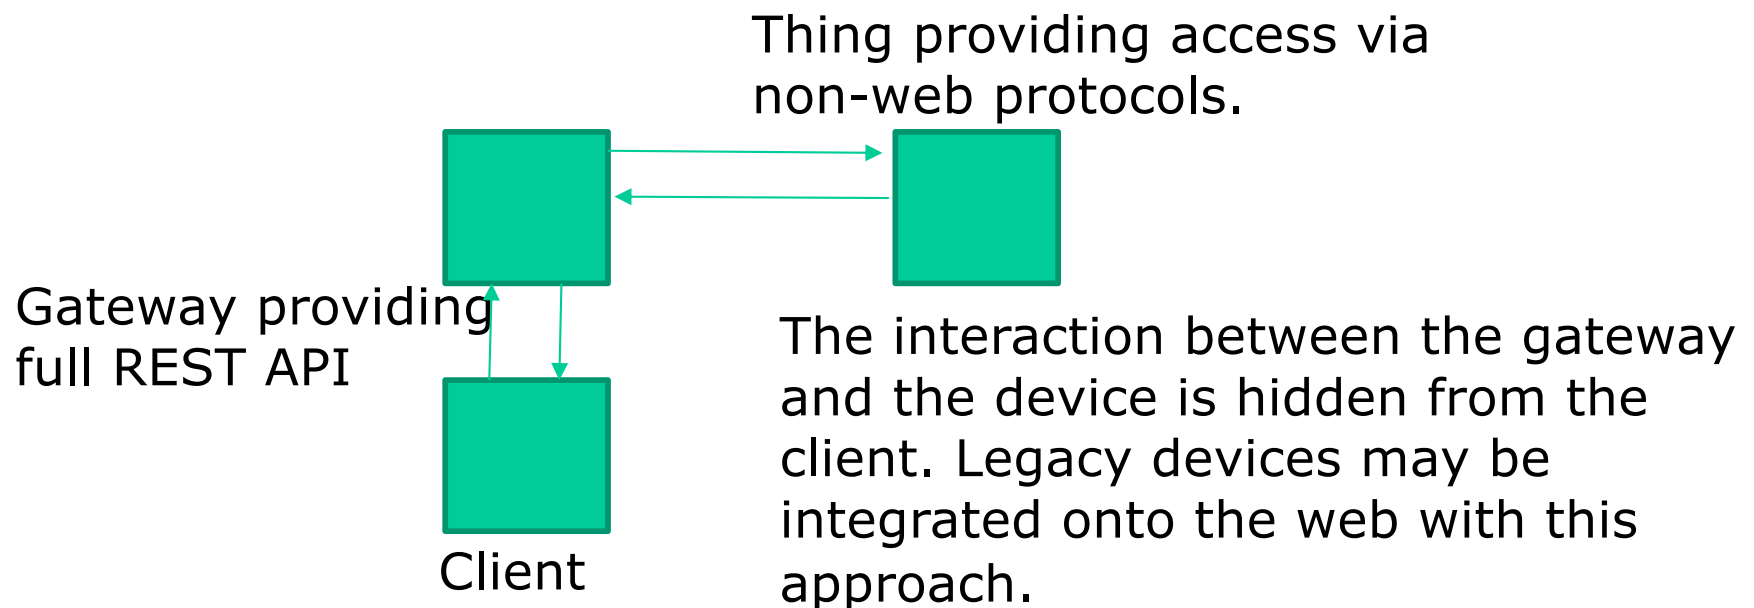 Thing providing access via
non-web protocols.
Gateway providing
full REST API
The interaction between the gateway
and the device is hidden from the
client. Legacy devices may be
integrated onto the web with this
approach.
Client